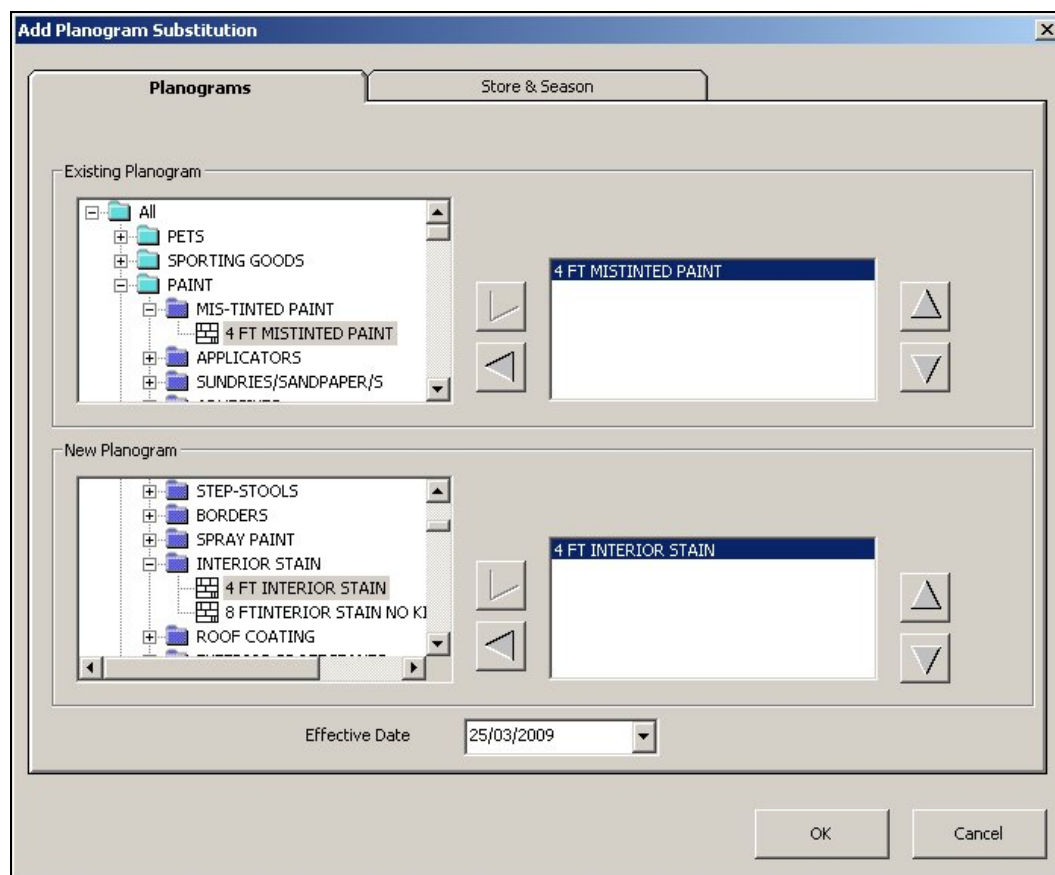 Add Planogram Substitution
Planograms
Store & Season
Existing Planogram
All
PETS
SPORTING GOODS
PAINT
MIS-TINTED PAINT
4 FT MISTINTED PAINT
APPLICATORS
SUNDRIES/SANDPAPER/S
4 FT MISTINTED PAINT
New Planogram
STEP-STOOLS
BORDERS
SPRAY PAINT
INTERIOR STAIN
4 FT INTERIOR STAIN
8 FTINTERIOR STAIN NO KI
ROOF COATING
4 FT INTERIOR STAIN
Effective Date
25/03/2009
OK
Cancel